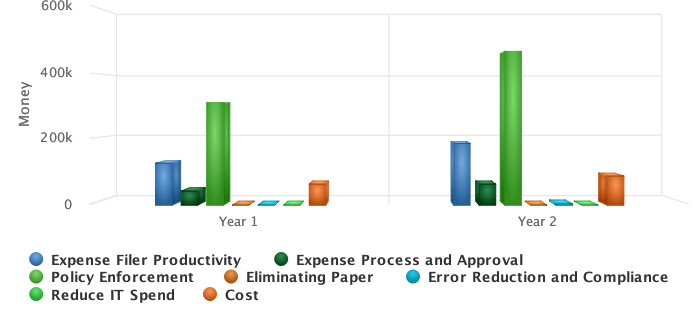 600k
400k
Money
200k
0
Year 1
Year 2
Expense Filer Productivity
Expense Process and Approval
Policy Enforcement
Eliminating Paper
Error Reduction and Compliance
Reduce IT Spend
Cost